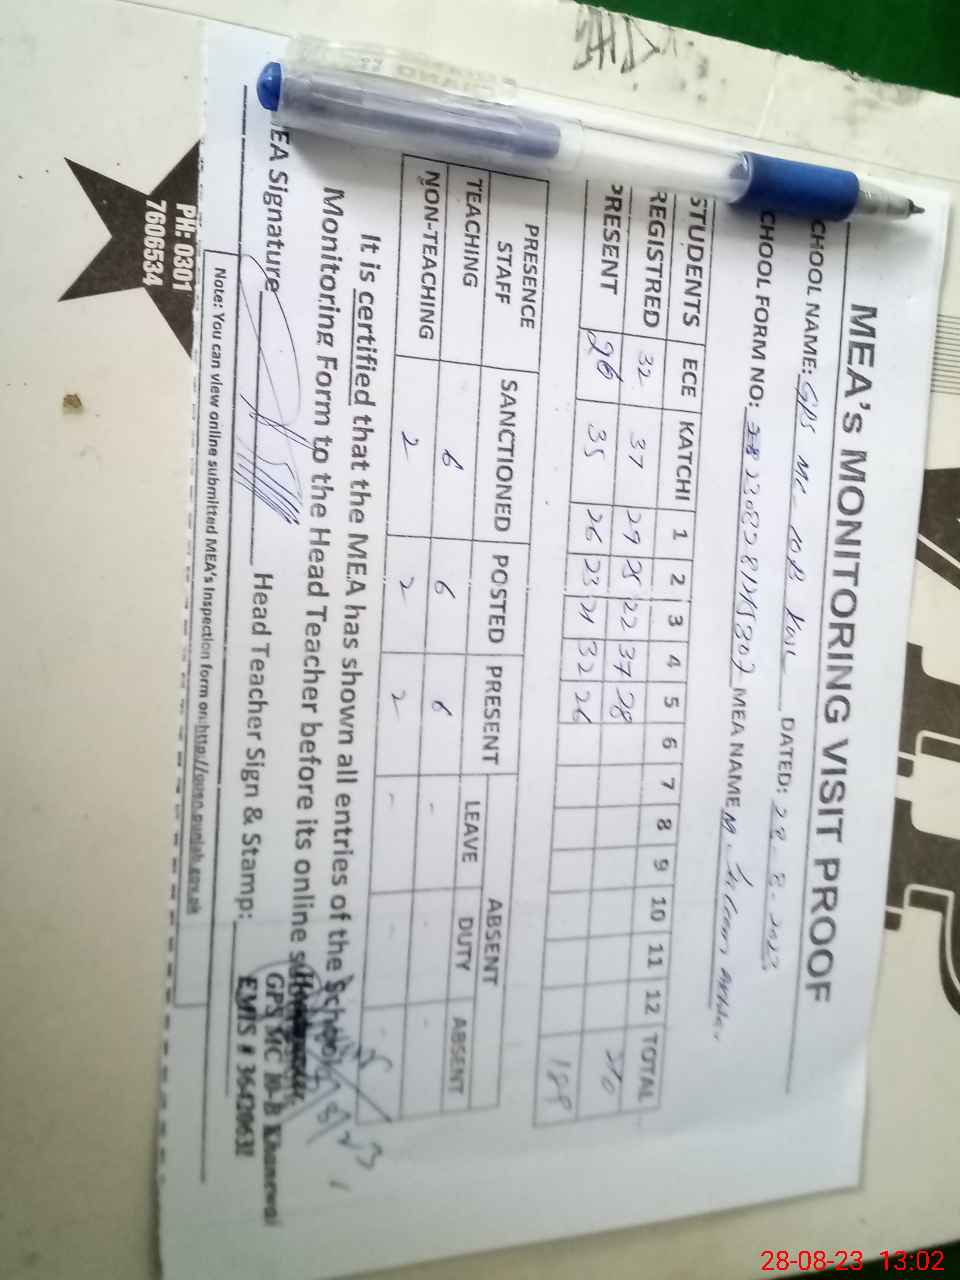 MEA's MONITORING VISIT PROOF
CHOOL NAME: GPS MC 10B KWL DATED: 28-8-2023
CHOOL FORM NO: MEA NAME M.
STUDENTS ECE KATCHI 1 2 3 4 5 6 7 8 9 10 11 12 TOTAL
REGISTRED 32 37 29 25 22 37 28 210
PRESENT 26 35 26 23 21 32 26 189
PRESENCE STAFF SANCTIONED POSTED PRESENT ABSENT
LEAVE DUTY ABSENT
TEACHING 6 6 6 - - -
NON-TEACHING 2 2 2 - - -
It is certified that the MEA has shown all entries of the School
Monitoring Form to the Head Teacher before its online
EA Signature Head Teacher Sign & Stamp:
GPS MC 10-B Khanewal
EMIS # 36420632
Note: You can view online submitted MEA's Inspection form on:
PH: 0301
7606534
28-08-23 13:02